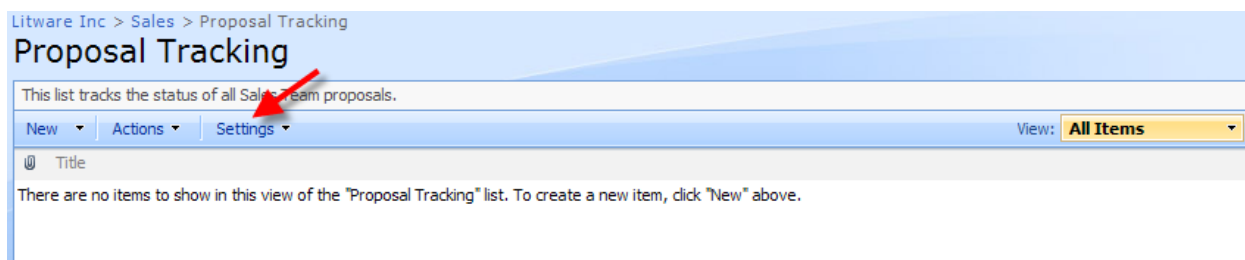 Litware Inc > Sales > Proposal Tracking
Proposal Tracking
This list tracks the status of all Sales Team proposals.
New Actions Settings View: All Items
Title
There are no items to show in this view of the "Proposal Tracking" list. To create a new item, click "New" above.